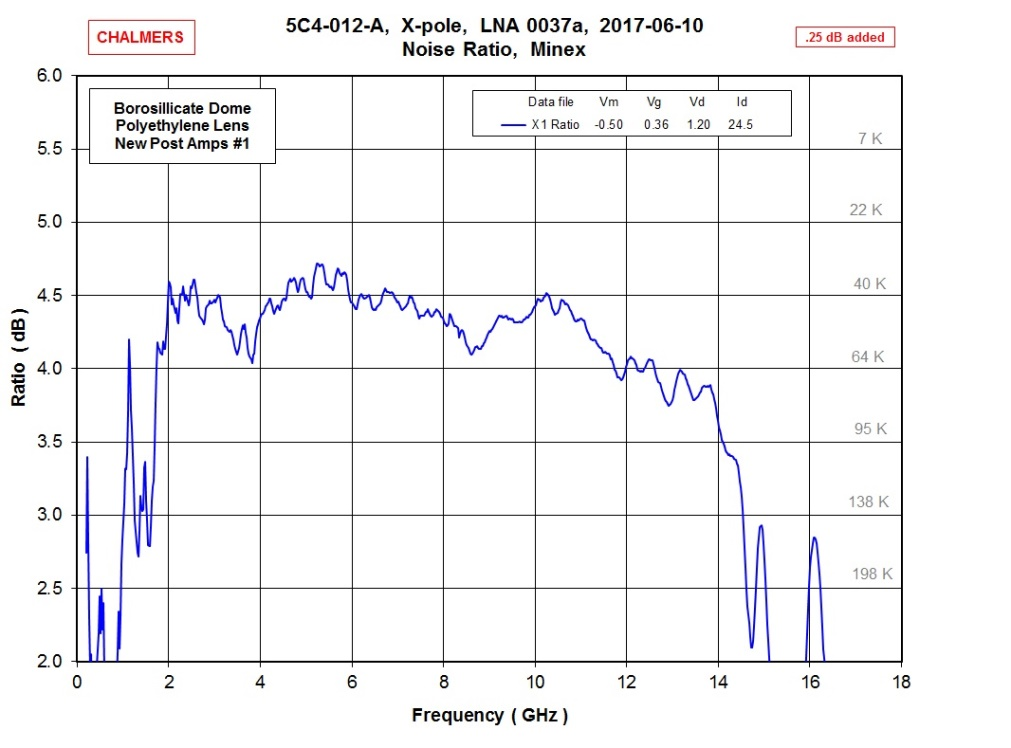 5C4-012-A, X-pole, LNA 0037a, 2017-06-10
Noise Ratio, Minex
CHALMERS
.25 dB added
Borosillicate Dome
Polyethylene Lens
New Post Amps #1
Data file Vm Vg Vd Id
X1 Ratio -0.50 0.36 1.20 24.5
6.0
5.5
5.0
4.5
4.0
3.5
3.0
2.5
2.0
7 K
22 K
40 K
64 K
95 K
138 K
198 K
Ratio ( dB )
0 2 4 6 8 10 12 14 16 18
Frequency ( GHz )